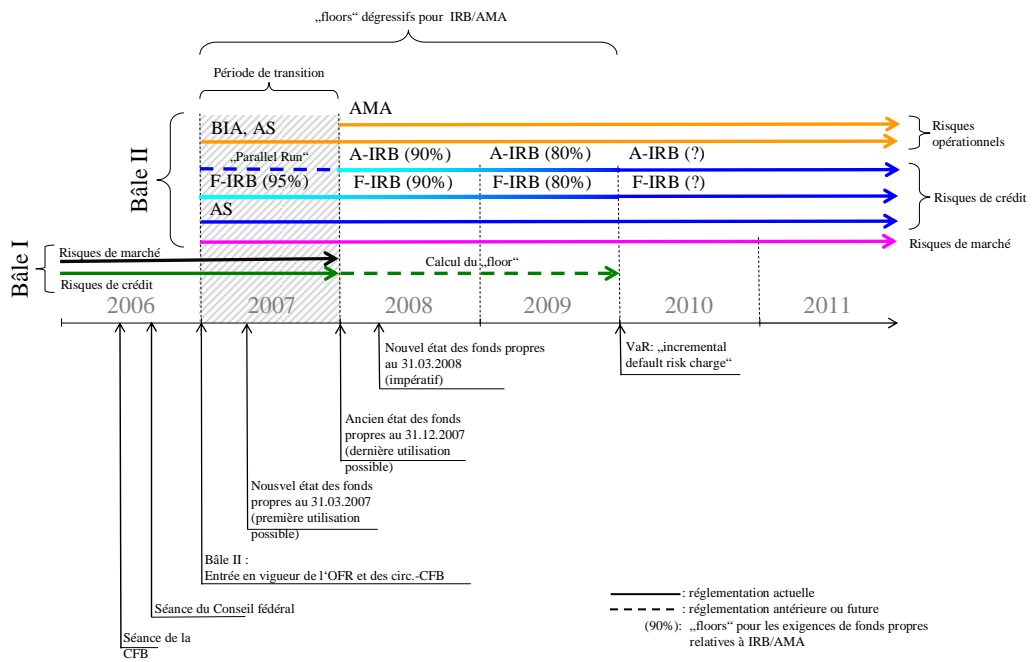 „floors“ dégressifs pour IRB/AMA
Période de transition
AMA
BIA, AS
Risques
opérationnels
„Parallel Run“
A-IRB (90%)
A-IRB (80%)
A-IRB (?)
F-IRB (95%)
F-IRB (90%)
F-IRB (80%)
F-IRB (?)
Risques de crédit
AS
Bâle II
Risques de marché
Bâle I
Risques de marché
Calcul du „floor“
Risques de crédit
2006
2007
2008
2009
2010
2011
Nouvel état des fonds propres
au 31.03.2008
(impératif)
VaR: „incremental
default risk charge“
Ancien état des fonds
propres au 31.12.2007
(dernière utilisation
possible)
Nousvel état des fonds
propres au 31.03.2007
(première utilisation
possible)
Bâle II :
Entrée en vigueur de l‘OFR et des circ.-CFB
Séance du Conseil fédéral
Séance de la
CFB
: réglementation actuelle
: réglementation antérieure ou future
(90%): „floors“ pour les exigences de fonds propres
relatives à IRB/AMA